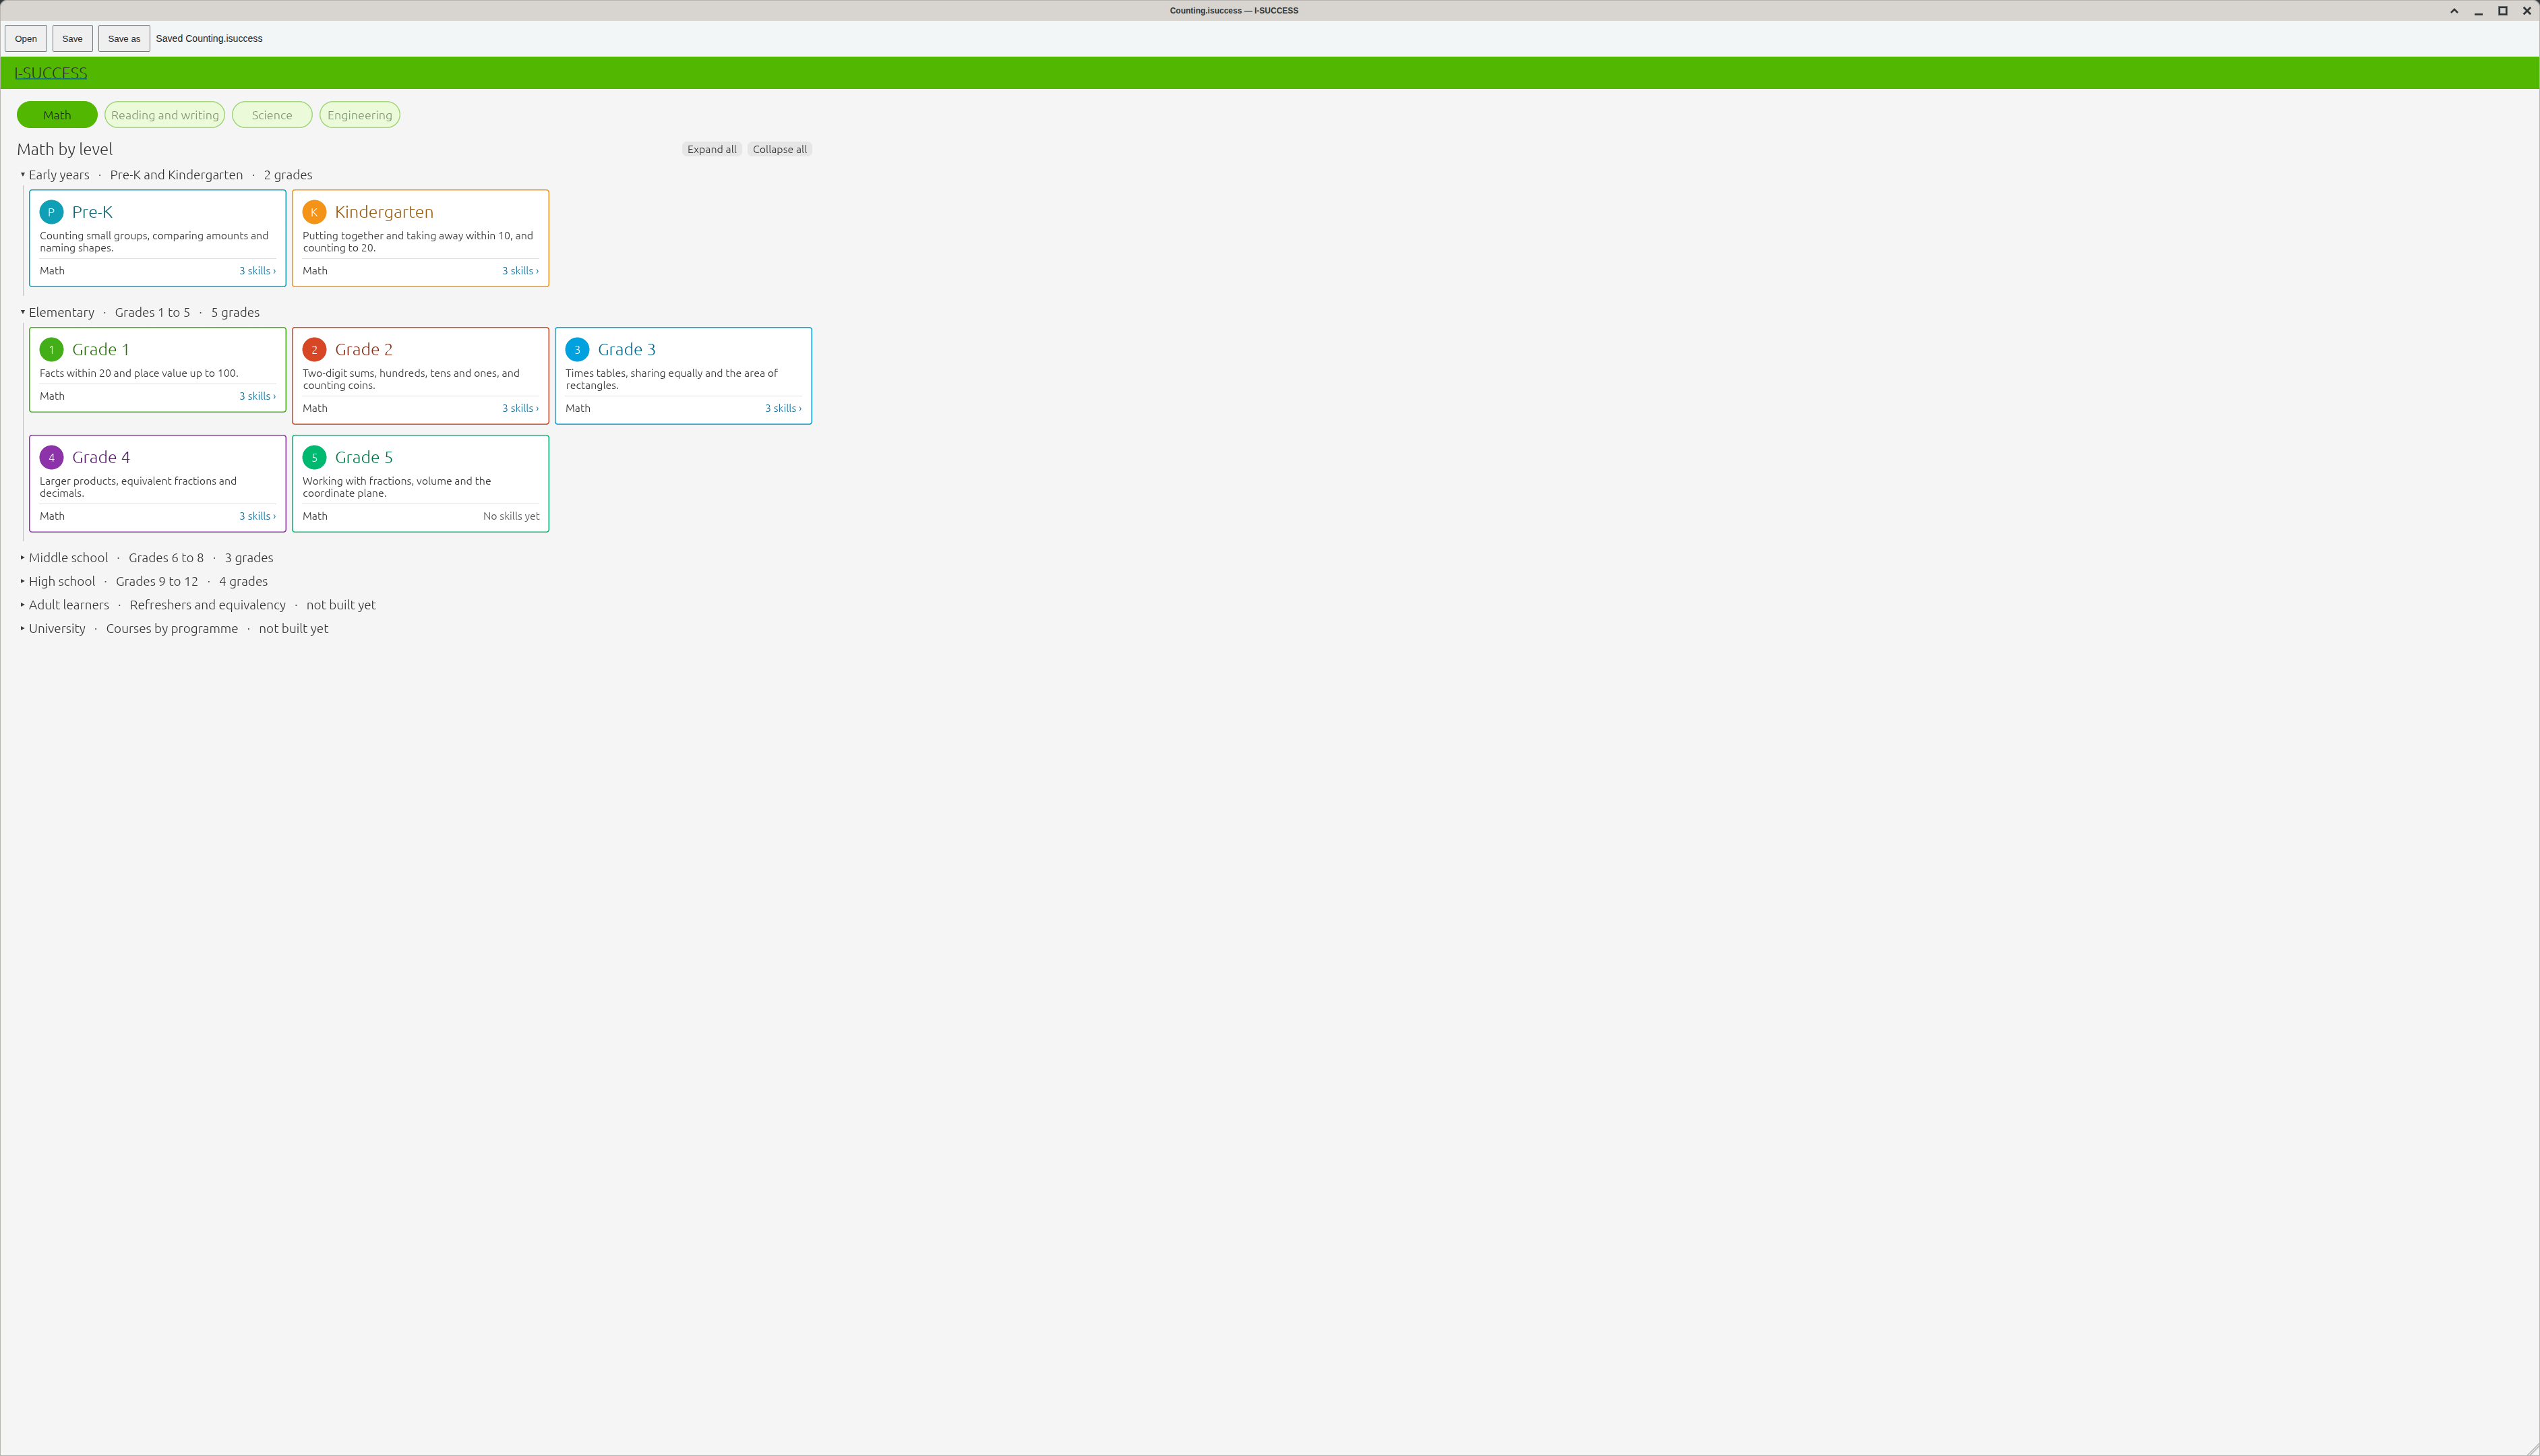 Counting.isuccess — I-SUCCESS
Open Save Save as Saved Counting.isuccess
I-SUCCESS
Math Reading and writing Science Engineering
Math by level Expand all Collapse all
▾ Early years · Pre-K and Kindergarten · 2 grades
P Pre-K
Counting small groups, comparing amounts and
naming shapes.
Math 3 skills ›
K Kindergarten
Putting together and taking away within 10, and
counting to 20.
Math 3 skills ›
▾ Elementary · Grades 1 to 5 · 5 grades
1 Grade 1
Facts within 20 and place value up to 100.
Math 3 skills ›
2 Grade 2
Two-digit sums, hundreds, tens and ones, and
counting coins.
Math 3 skills ›
3 Grade 3
Times tables, sharing equally and the area of
rectangles.
Math 3 skills ›
4 Grade 4
Larger products, equivalent fractions and
decimals.
Math 3 skills ›
5 Grade 5
Working with fractions, volume and the
coordinate plane.
Math No skills yet
▸ Middle school · Grades 6 to 8 · 3 grades
▸ High school · Grades 9 to 12 · 4 grades
▸ Adult learners · Refreshers and equivalency · not built yet
▸ University · Courses by programme · not built yet